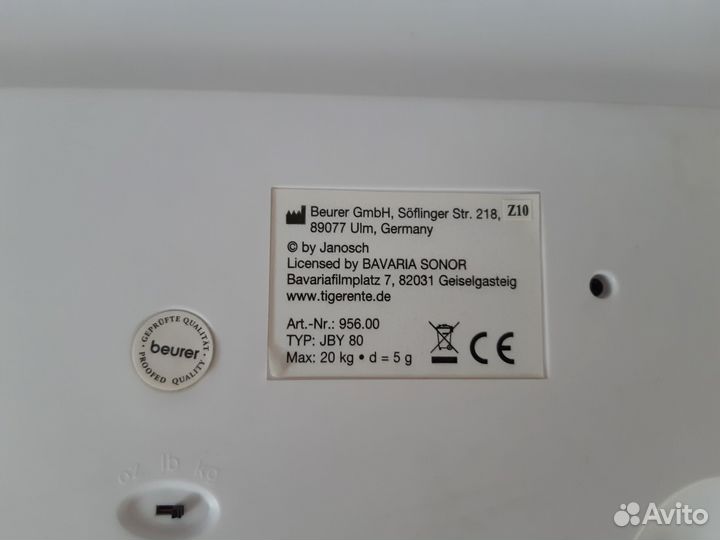 Beurer GmbH, Söflinger Str. 218, Z10
89077 Ulm, Germany
© by Janosch
Licensed by BAVARIA SONOR
Bavariafilmplatz 7, 82031 Geiselgasteig
www.tigerente.de
Art.-Nr.: 956.00
TYP: JBY 80
Max: 20 kg • d = 5 g
CE
GEPRÜFTE QUALITÄT
beurer
PROOFED QUALITY
oz lb kg
Avito